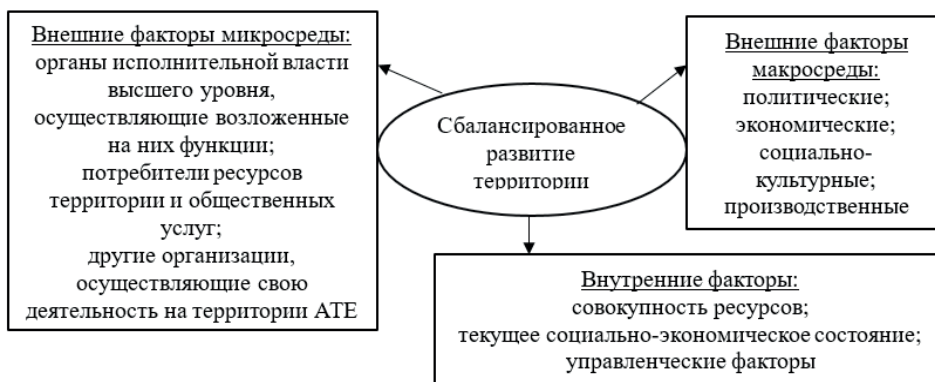 Внешние факторы микросреды:
органы исполнительной власти
высшего уровня,
осуществляющие возложенные
на них функции;
потребители ресурсов
территории и общественных
услуг;
другие организации,
осуществляющие свою
деятельность на территории АТЕ
Сбалансированное
развитие
территории
Внешние факторы
макросреды:
политические;
экономические;
социально-
культурные;
производственные
Внутренние факторы:
совокупность ресурсов;
текущее социально-экономическое состояние;
управленческие факторы